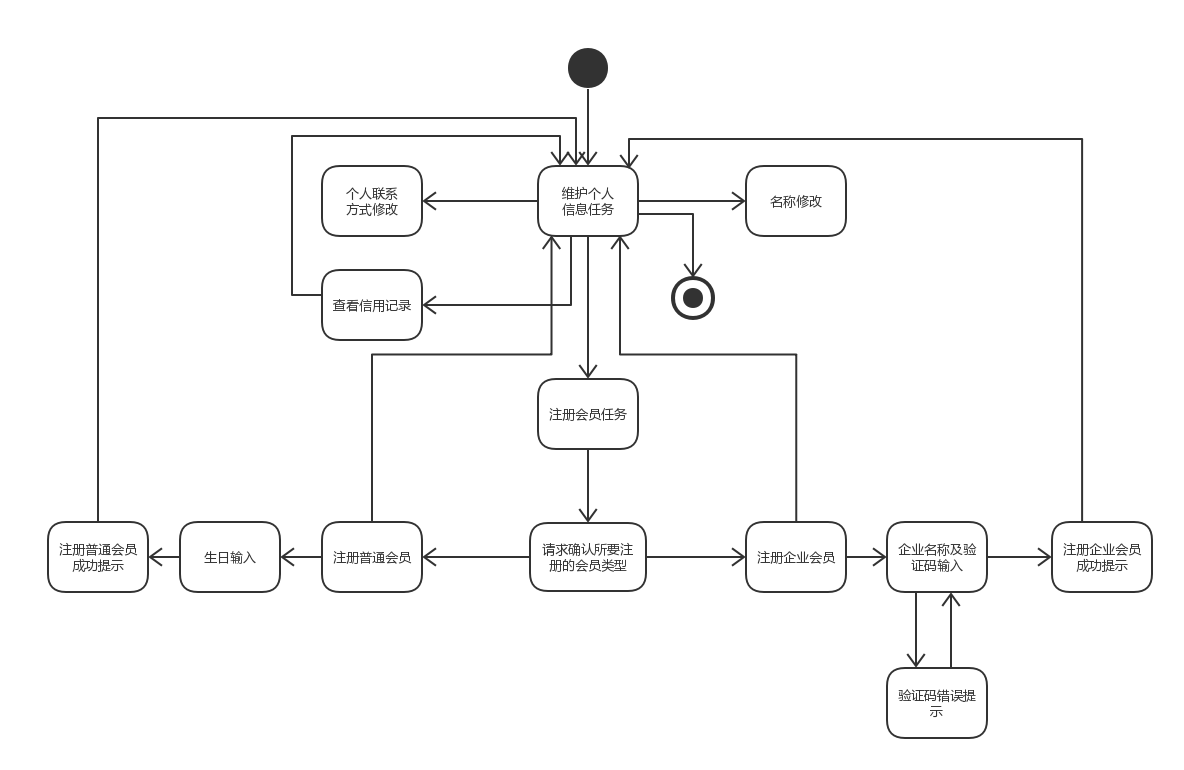 个人联系
方式修改
维护个人
信息任务
名称修改
查看信用记录
注册会员任务
注册普通会员
成功提示
生日输入
注册普通会员
请求确认所要注
册的会员类型
注册企业会员
企业名称及验
证码输入
注册企业会员
成功提示
验证码错误提
示